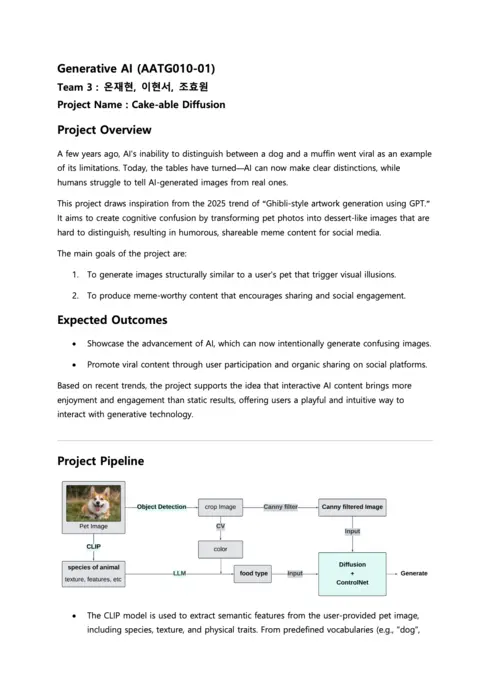 Generative AI (AATG010-01)
Team 3 : 온재현, 이현서, 조효원
Project Name : Cake-able Diffusion
Project Overview
A few years ago, AI's inability to distinguish between a dog and a muffin went viral as an example
of its limitations. Today, the tables have turned—AI can now make clear distinctions, while
humans struggle to tell AI-generated images from real ones.
This project draws inspiration from the 2025 trend of "Ghibli-style artwork generation using GPT."
It aims to create cognitive confusion by transforming pet photos into dessert-like images that are
hard to distinguish, resulting in humorous, shareable meme content for social media.
The main goals of the project are:
1. To generate images structurally similar to a user's pet that trigger visual illusions.
2. To produce meme-worthy content that encourages sharing and social engagement.
Expected Outcomes
• Showcase the advancement of AI, which can now intentionally generate confusing images.
• Promote viral content through user participation and organic sharing on social platforms.
Based on recent trends, the project supports the idea that interactive AI content brings more
enjoyment and engagement than static results, offering users a playful and intuitive way to
interact with generative technology.
Project Pipeline
Pet Image
Object Detection
crop Image
Canny filter
Canny filtered Image
CV
Input
CLIP
color
species of animal
texture, features, etc
LLM
food type
Input
Diffusion
+
ControlNet
Generate
• The CLIP model is used to extract semantic features from the user-provided pet image,
including species, texture, and physical traits. From predefined vocabularies (e.g., "dog",